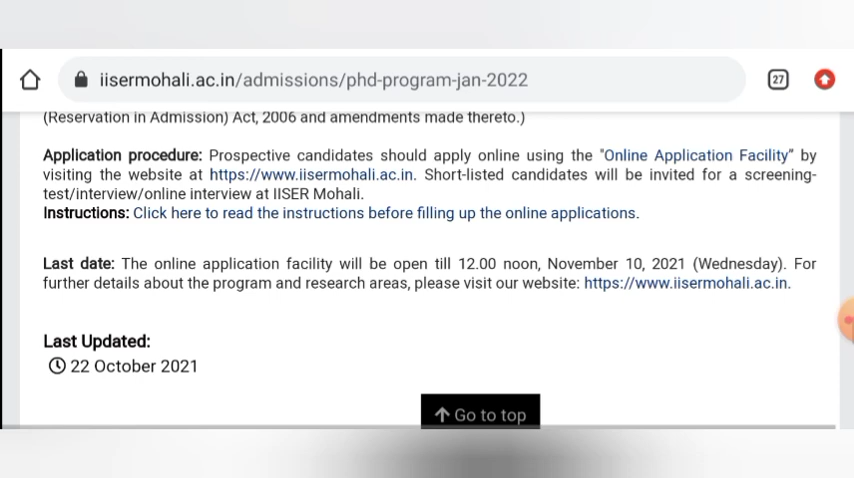 iisermohali.ac.in/admissions/phd-program-jan-2022
27
(Reservation in Admission) Act, 2006 and amendments made thereto.)
Application procedure: Prospective candidates should apply online using the "Online Application Facility" by
visiting the website at https://www.iisermohali.ac.in. Short-listed candidates will be invited for a screening-
test/interview/online interview at IISER Mohali.
Instructions: Click here to read the instructions before filling up the online applications.
Last date: The online application facility will be open till 12.00 noon, November 10, 2021 (Wednesday). For
further details about the program and research areas, please visit our website: https://www.iisermohali.ac.in.
Last Updated:
22 October 2021
Go to top